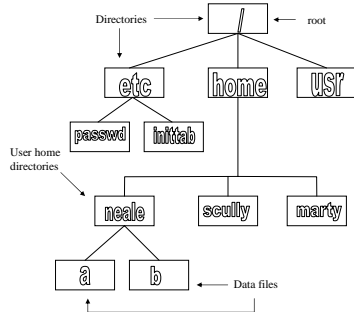 Directories / root
etc home usr
passwd inittab
User home
directories
neale scully marty
a b Data files